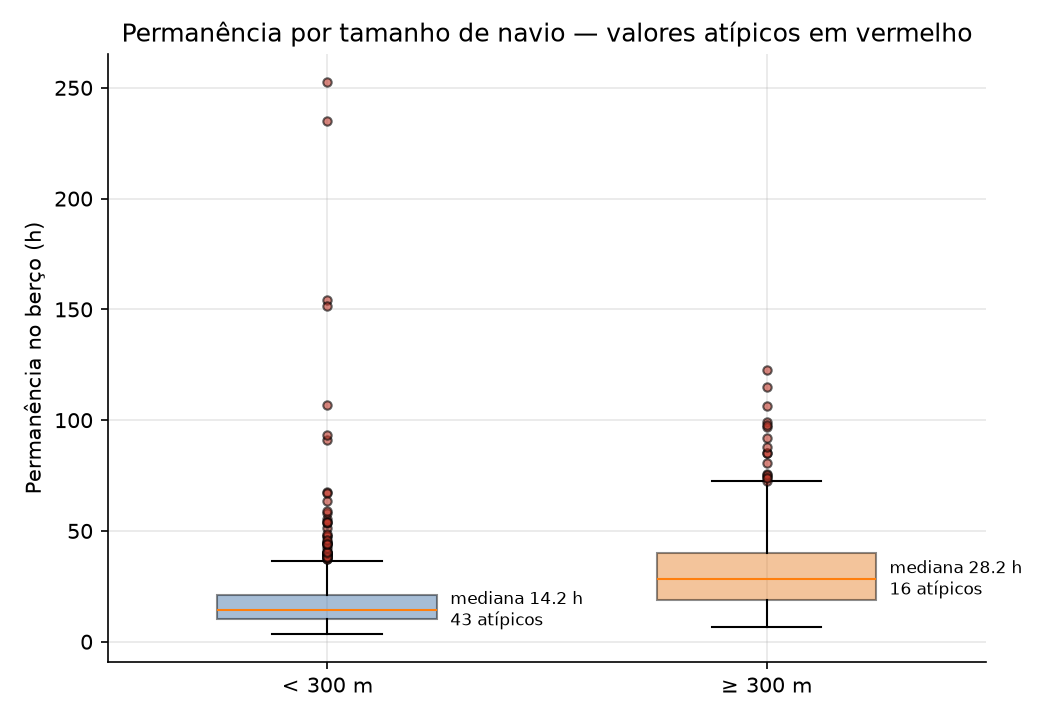 Permanência por tamanho de navio — valores atípicos em vermelho
Permanência no berço (h)
250
200
150
100
50
0
mediana 14.2 h
43 atípicos
mediana 28.2 h
16 atípicos
< 300 m
≥ 300 m